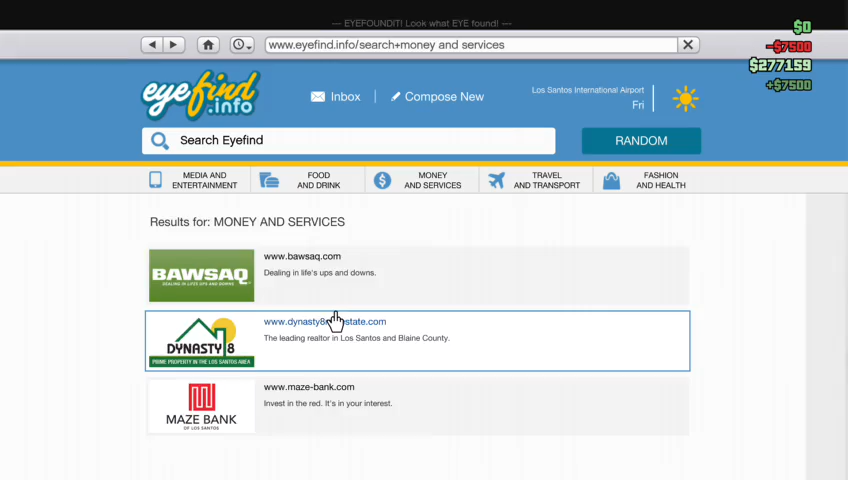 --- EYEFOUNDIT! Look what EYE found! ---
$0
-$7500
$277159
+$7500
www.eyefind.info/search+money and services
eyefind
.info
Inbox
Compose New
Los Santos International Airport
Fri
Search Eyefind
RANDOM
MEDIA AND
ENTERTAINMENT
FOOD
AND DRINK
MONEY
AND SERVICES
TRAVEL
AND TRANSPORT
FASHION
AND HEALTH
Results for: MONEY AND SERVICES
BAWSAQ
DEALING IN LIFE'S UPS AND DOWNS
www.bawsaq.com
Dealing in life's ups and downs.
DYNASTY 8
PRIME PROPERTY IN THE LOS SANTOS AREA
www.dynasty8 estate.com
The leading realtor in Los Santos and Blaine County.
MAZE BANK
OF LOS SANTOS
www.maze-bank.com
Invest in the red. It's in your interest.